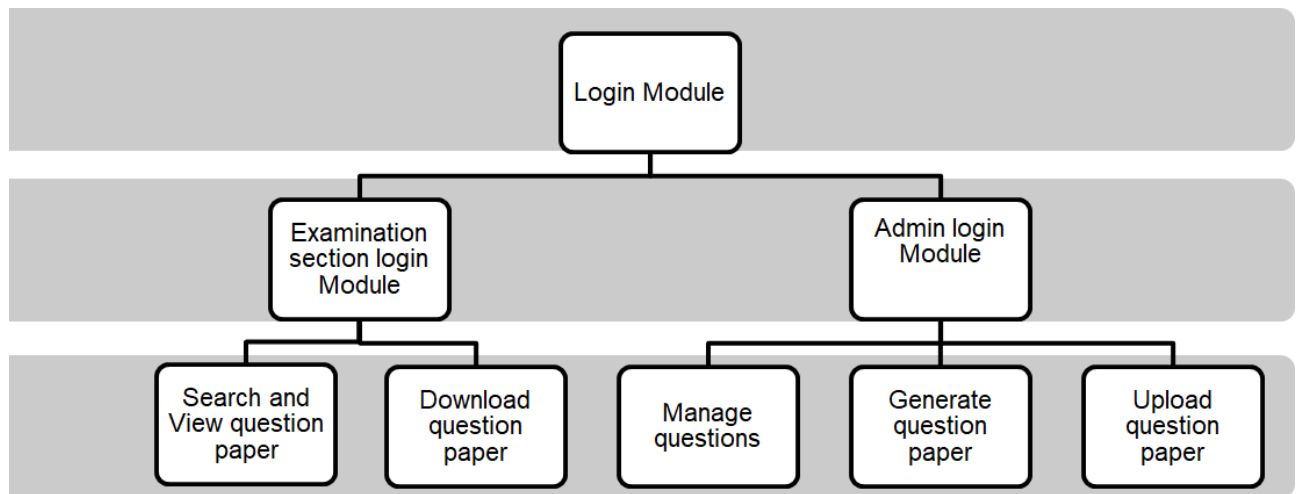 Login Module
Examination
section login
Module
Admin login
Module
Search and
View question
paper
Download
question
paper
Manage
questions
Generate
question
paper
Upload
question
paper